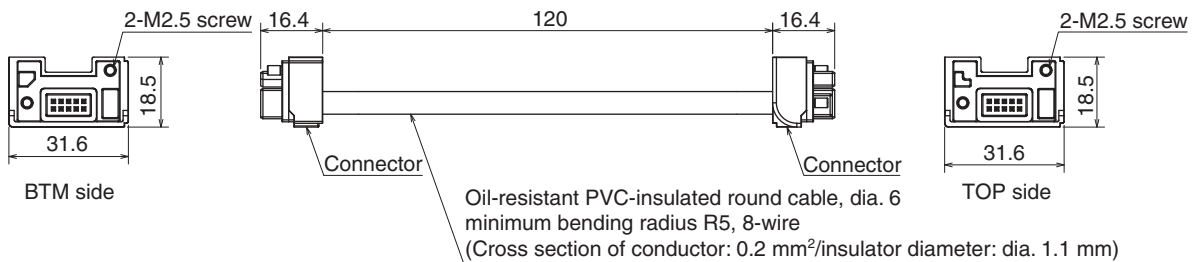 2-M2.5 screw
16.4
120
16.4
2-M2.5 screw
18.5
18.5
31.6
31.6
Connector
Connector
BTM side
TOP side
Oil-resistant PVC-insulated round cable, dia. 6
minimum bending radius R5, 8-wire
(Cross section of conductor: 0.2 mm²/insulator diameter: dia. 1.1 mm)